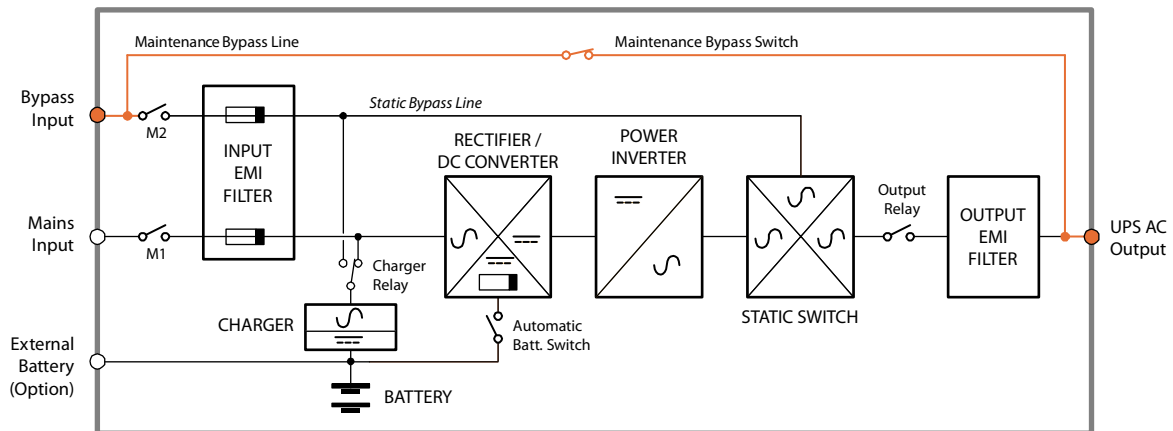 Maintenance Bypass Line
Maintenance Bypass Switch
Bypass
Input
M2
Static Bypass Line
INPUT
EMI
FILTER
RECTIFIER /
DC CONVERTER
POWER
INVERTER
Mains
Input
M1
Charger
Relay
Output
Relay
OUTPUT
EMI
FILTER
UPS AC
Output
STATIC SWITCH
CHARGER
Automatic
Batt. Switch
External
Battery
(Option)
BATTERY